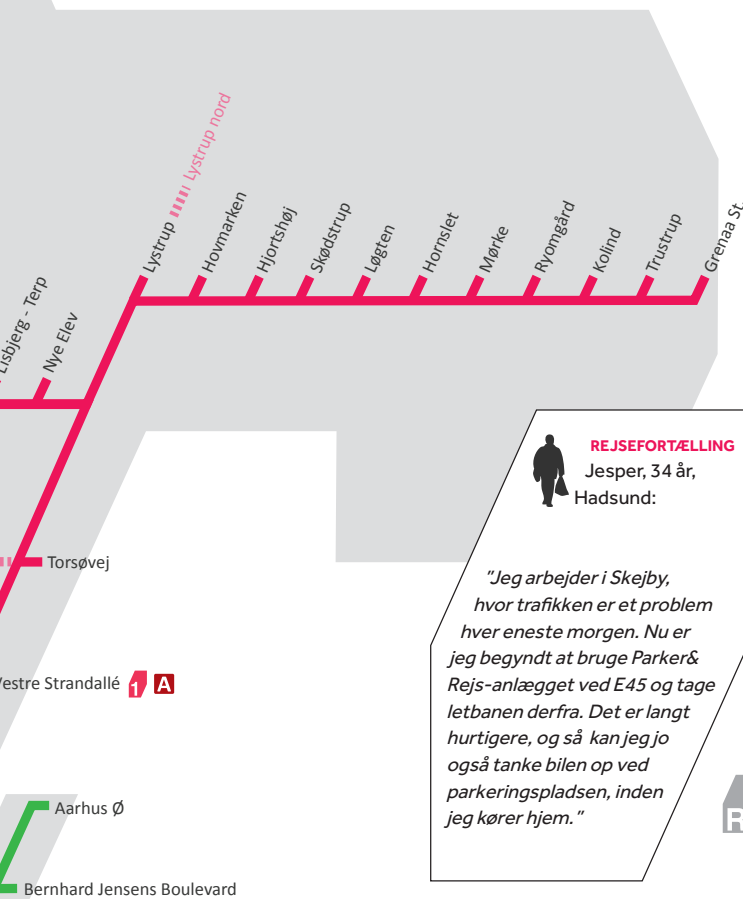 Lystrup nord
Lystrup
Hovmarken
Hjortshøj
Skødstrup
Løgten
Hornslet
Mørke
Ryomgård
Kolind
Trustrup
Grenaa St.
Lisbjerg - Terp
Nye Elev
REJSEFORTÆLLING
Jesper, 34 år,
Hadsund:
Torsøvej
"Jeg arbejder i Skejby,
hvor trafikken er et problem
hver eneste morgen. Nu er
jeg begyndt at bruge Parker&
Rejs-anlægget ved E45 og tage
letbanen derfra. Det er langt
hurtigere, og så kan jeg jo
også tanke bilen op ved
parkeringspladsen, inden
jeg kører hjem."
Vestre Strandallé 1 A
R
Aarhus Ø
Bernhard Jensens Boulevard